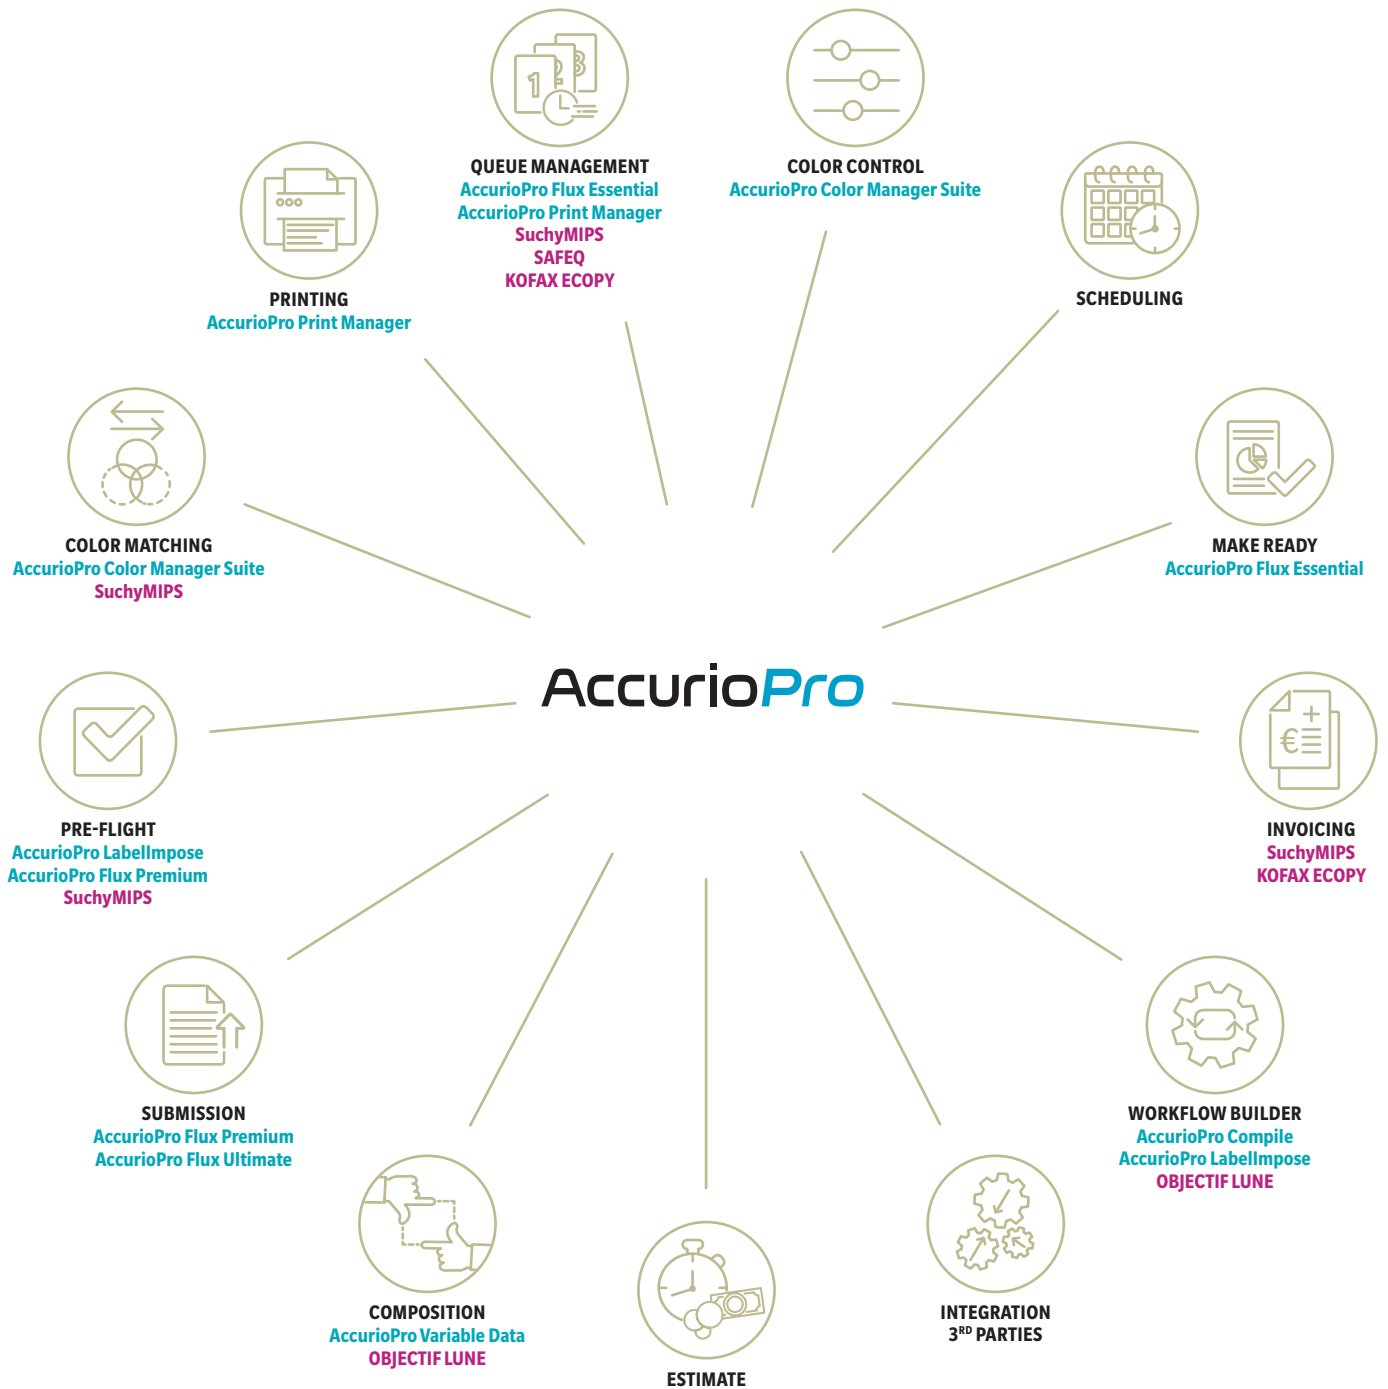 1
2
3
QUEUE MANAGEMENT
AccurioPro Flux Essential
AccurioPro Print Manager
SuchyMIPS
SAFEQ
KOFAX ECOPY
COLOR CONTROL
AccurioPro Color Manager Suite
PRINTING
AccurioPro Print Manager
SCHEDULING
COLOR MATCHING
AccurioPro Color Manager Suite
SuchyMIPS
MAKE READY
AccurioPro Flux Essential
AccurioPro
PRE-FLIGHT
AccurioPro LabelImpose
AccurioPro Flux Premium
SuchyMIPS
€
INVOICING
SuchyMIPS
KOFAX ECOPY
SUBMISSION
AccurioPro Flux Premium
AccurioPro Flux Ultimate
WORKFLOW BUILDER
AccurioPro Compile
AccurioPro LabelImpose
OBJECTIF LUNE
COMPOSITION
AccurioPro Variable Data
OBJECTIF LUNE
INTEGRATION
3RD PARTIES
ESTIMATE